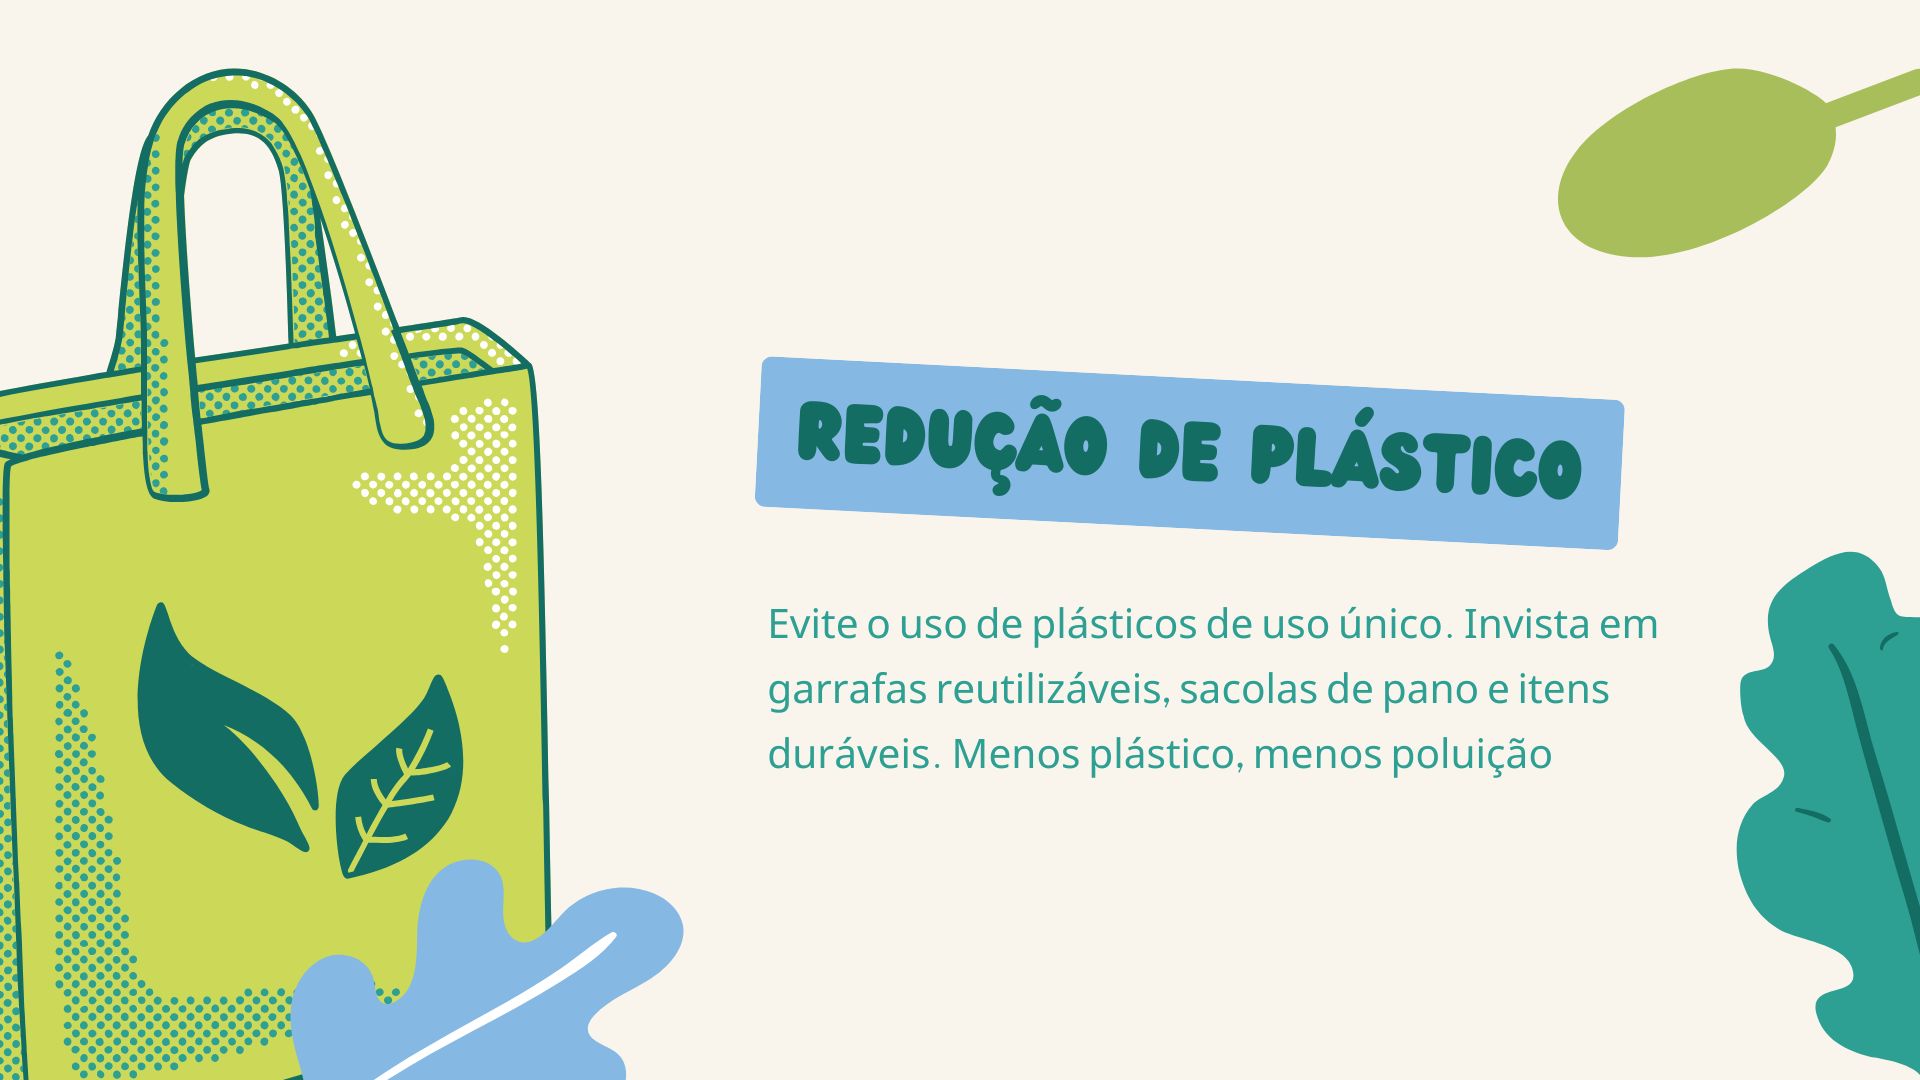 REDUÇÃO DE PLÁSTICO
Evite o uso de plásticos de uso único. Invista em
garrafas reutilizáveis, sacolas de pano e itens
duráveis. Menos plástico, menos poluição